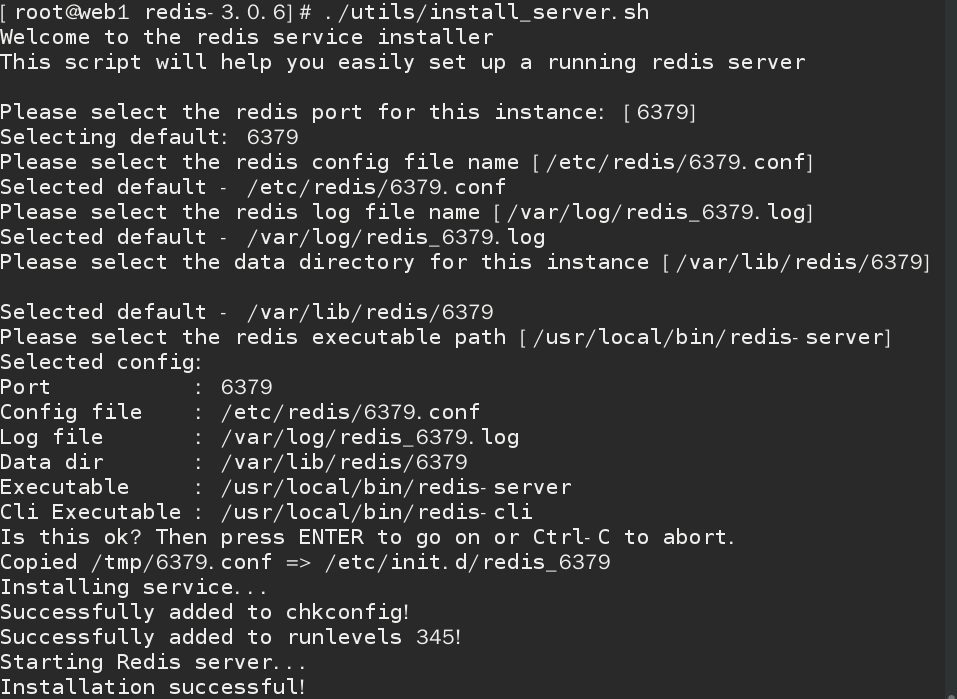 [root@web1 redis-3.0.6]# ./utils/install_server.sh
Welcome to the redis service installer
This script will help you easily set up a running redis server
Please select the redis port for this instance: [6379]
Selecting default: 6379
Please select the redis config file name [/etc/redis/6379.conf]
Selected default - /etc/redis/6379.conf
Please select the redis log file name [/var/log/redis_6379.log]
Selected default - /var/log/redis_6379.log
Please select the data directory for this instance [/var/lib/redis/6379]
Selected default - /var/lib/redis/6379
Please select the redis executable path [/usr/local/bin/redis-server]
Selected config:
Port           : 6379
Config file    : /etc/redis/6379.conf
Log file       : /var/log/redis_6379.log
Data dir       : /var/lib/redis/6379
Executable     : /usr/local/bin/redis-server
Cli Executable : /usr/local/bin/redis-cli
Is this ok? Then press ENTER to go on or Ctrl-C to abort.
Copied /tmp/6379.conf => /etc/init.d/redis_6379
Installing service...
Successfully added to chkconfig!
Successfully added to runlevels 345!
Starting Redis server...
Installation successful!